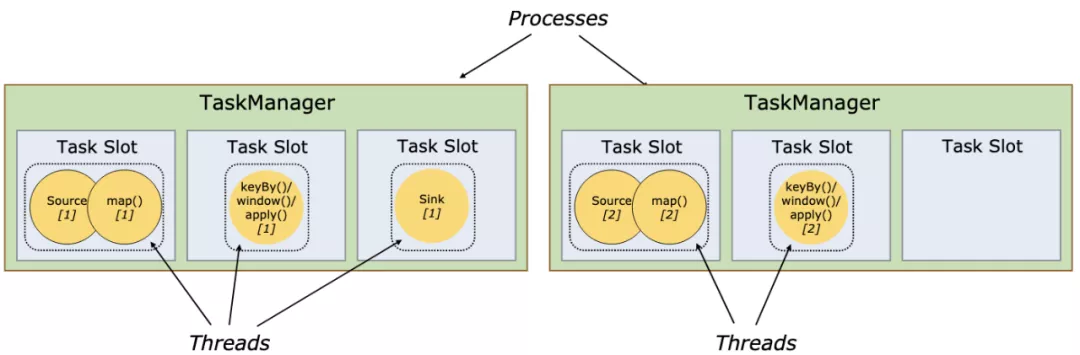 Processes
TaskManager
Task Slot
Source
[1]
map()
[1]
Task Slot
keyBy()/
window()/
apply()
[1]
Task Slot
Sink
[1]
Threads
TaskManager
Task Slot
Source
[2]
map()
[2]
Task Slot
keyBy()/
window()/
apply()
[2]
Task Slot
Threads